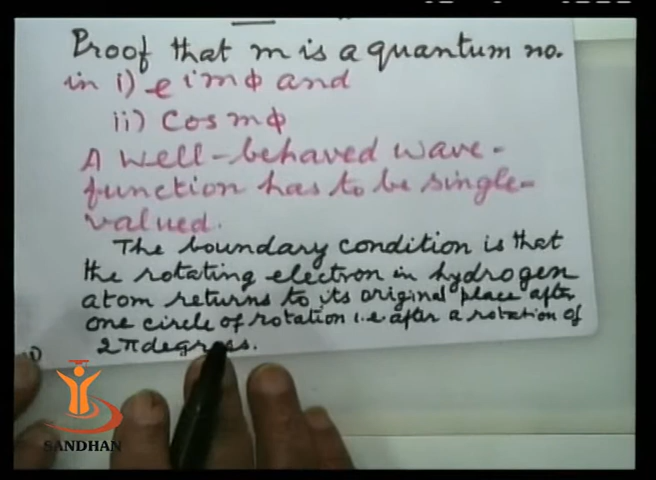 Proof that m is a quantum no.
in i) e imϕ and
ii) Cos mϕ
A well-behaved wave-
function has to be single-
valued.
The boundary condition is that
the rotating electron in hydrogen
atom returns to its original place after
one circle of rotation i.e. after a rotation of
2π degress.
SANDHAN